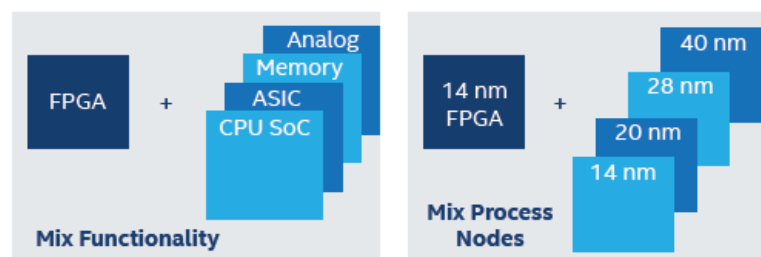 FPGA
+
Analog
Memory
ASIC
CPU SoC
Mix Functionality
14 nm
FPGA
+
40 nm
28 nm
20 nm
14 nm
Mix Process
Nodes